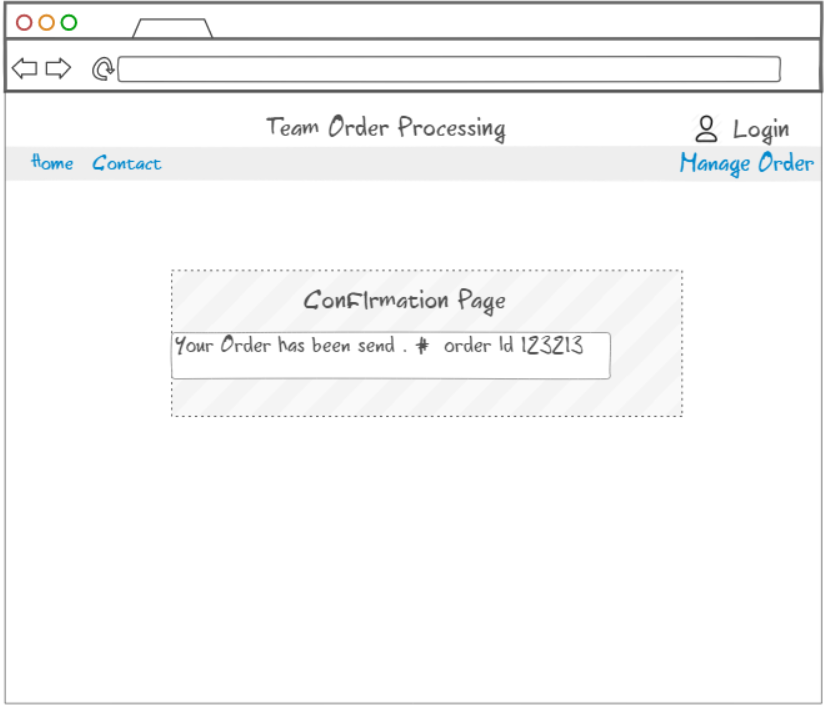 Team Order Processing
Login
Home Contact
Manage Order
ConFIrmation Page
Your Order has been send . # order Id 123213